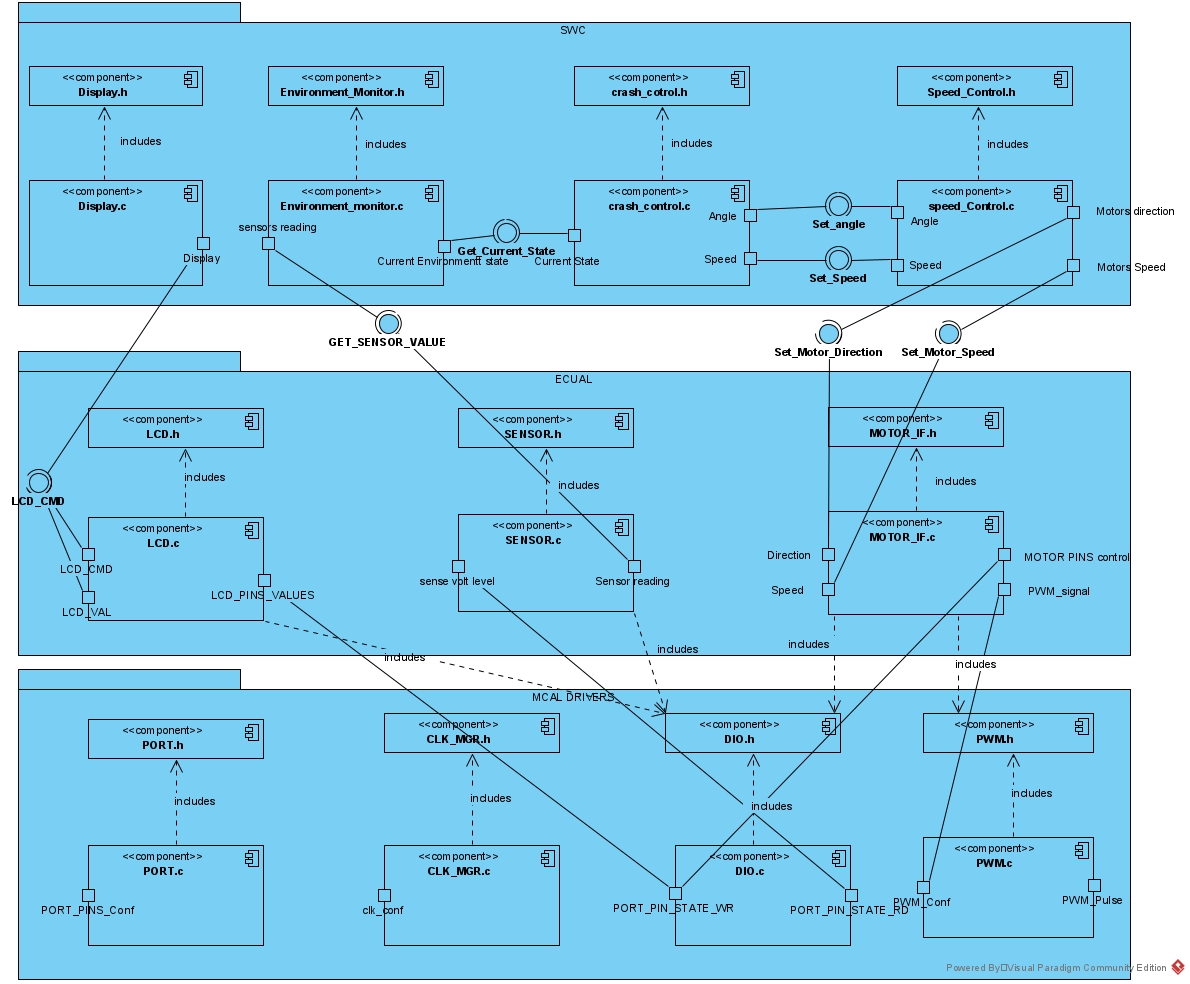 SWC
<<component>>
Display.h
<<component>>
Environment_Monitor.h
<<component>>
crash_cotrol.h
<<component>>
Speed_Control.h
includes
includes
includes
includes
<<component>>
Display.c
<<component>>
Environment_monitor.c
<<component>>
crash_control.c
<<component>>
speed_Control.c
sensors reading
Angle
Set_angle
Angle
Motors direction
Display
Get_Current_State
Current Environmentt state
Current State
Speed
Set_Speed
Speed
Motors Speed
GET_SENSOR_VALUE
Set_Motor_Direction
Set_Motor_Speed
ECUAL
<<component>>
LCD.h
<<component>>
SENSOR.h
<<component>>
MOTOR_IF.h
includes
includes
includes
LCD_CMD
<<component>>
LCD.c
<<component>>
SENSOR.c
<<component>>
MOTOR_IF.c
LCD_CMD
LCD_VAL
LCD_PINS_VALUES
sense volt level
Sensor reading
Direction
Speed
MOTOR PINS control
PWM_signal
includes
includes
includes
includes
MCAL DRIVERS
<<component>>
PORT.h
<<component>>
CLK_MGR.h
<<component>>
DIO.h
<<component>>
PWM.h
includes
includes
includes
includes
<<component>>
PORT.c
<<component>>
CLK_MGR.c
<<component>>
DIO.c
<<component>>
PWM.c
PORT_PINS_Conf
clk_conf
PORT_PIN_STATE_WR
PORT_PIN_STATE_RD
PWM_Conf
PWM_Pulse
Powered By Visual Paradigm Community Edition